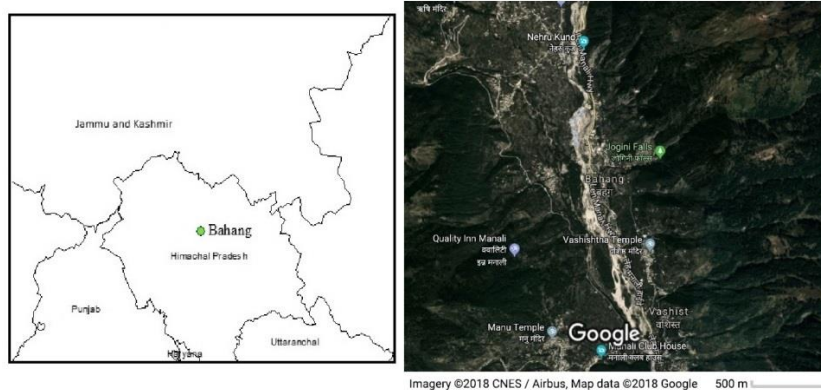 Jammu and Kashmir
Bahang
Himachal Pradesh
Punjab
Haryana
Uttaranchal
ऋषि मंदिर
Nehru Kund
नेहरू कुंड
Jogini Falls
जोगिनी फॉल्स
Bahang
बहंग
Quality Inn Manali
क्वालिटी
इन्न मनाली
Vashishtha Temple
Vashist
वशिस्त
Manu Temple
मनु मंदिर
Google
Manali Club House
मनाली क्लब हाउस
Imagery ©2018 CNES / Airbus, Map data ©2018 Google 500 m